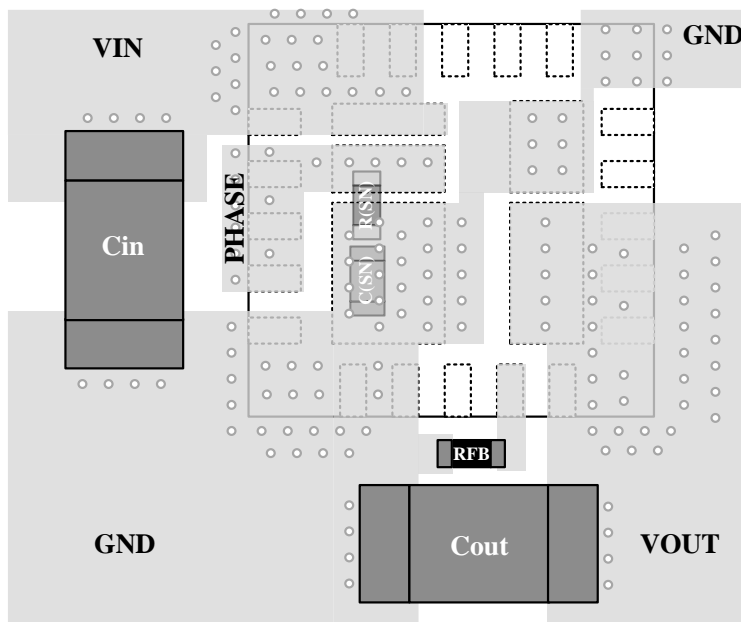 VIN
GND
PHASE
R(SN)
Cin
C(SN)
RFB
GND
Cout
VOUT